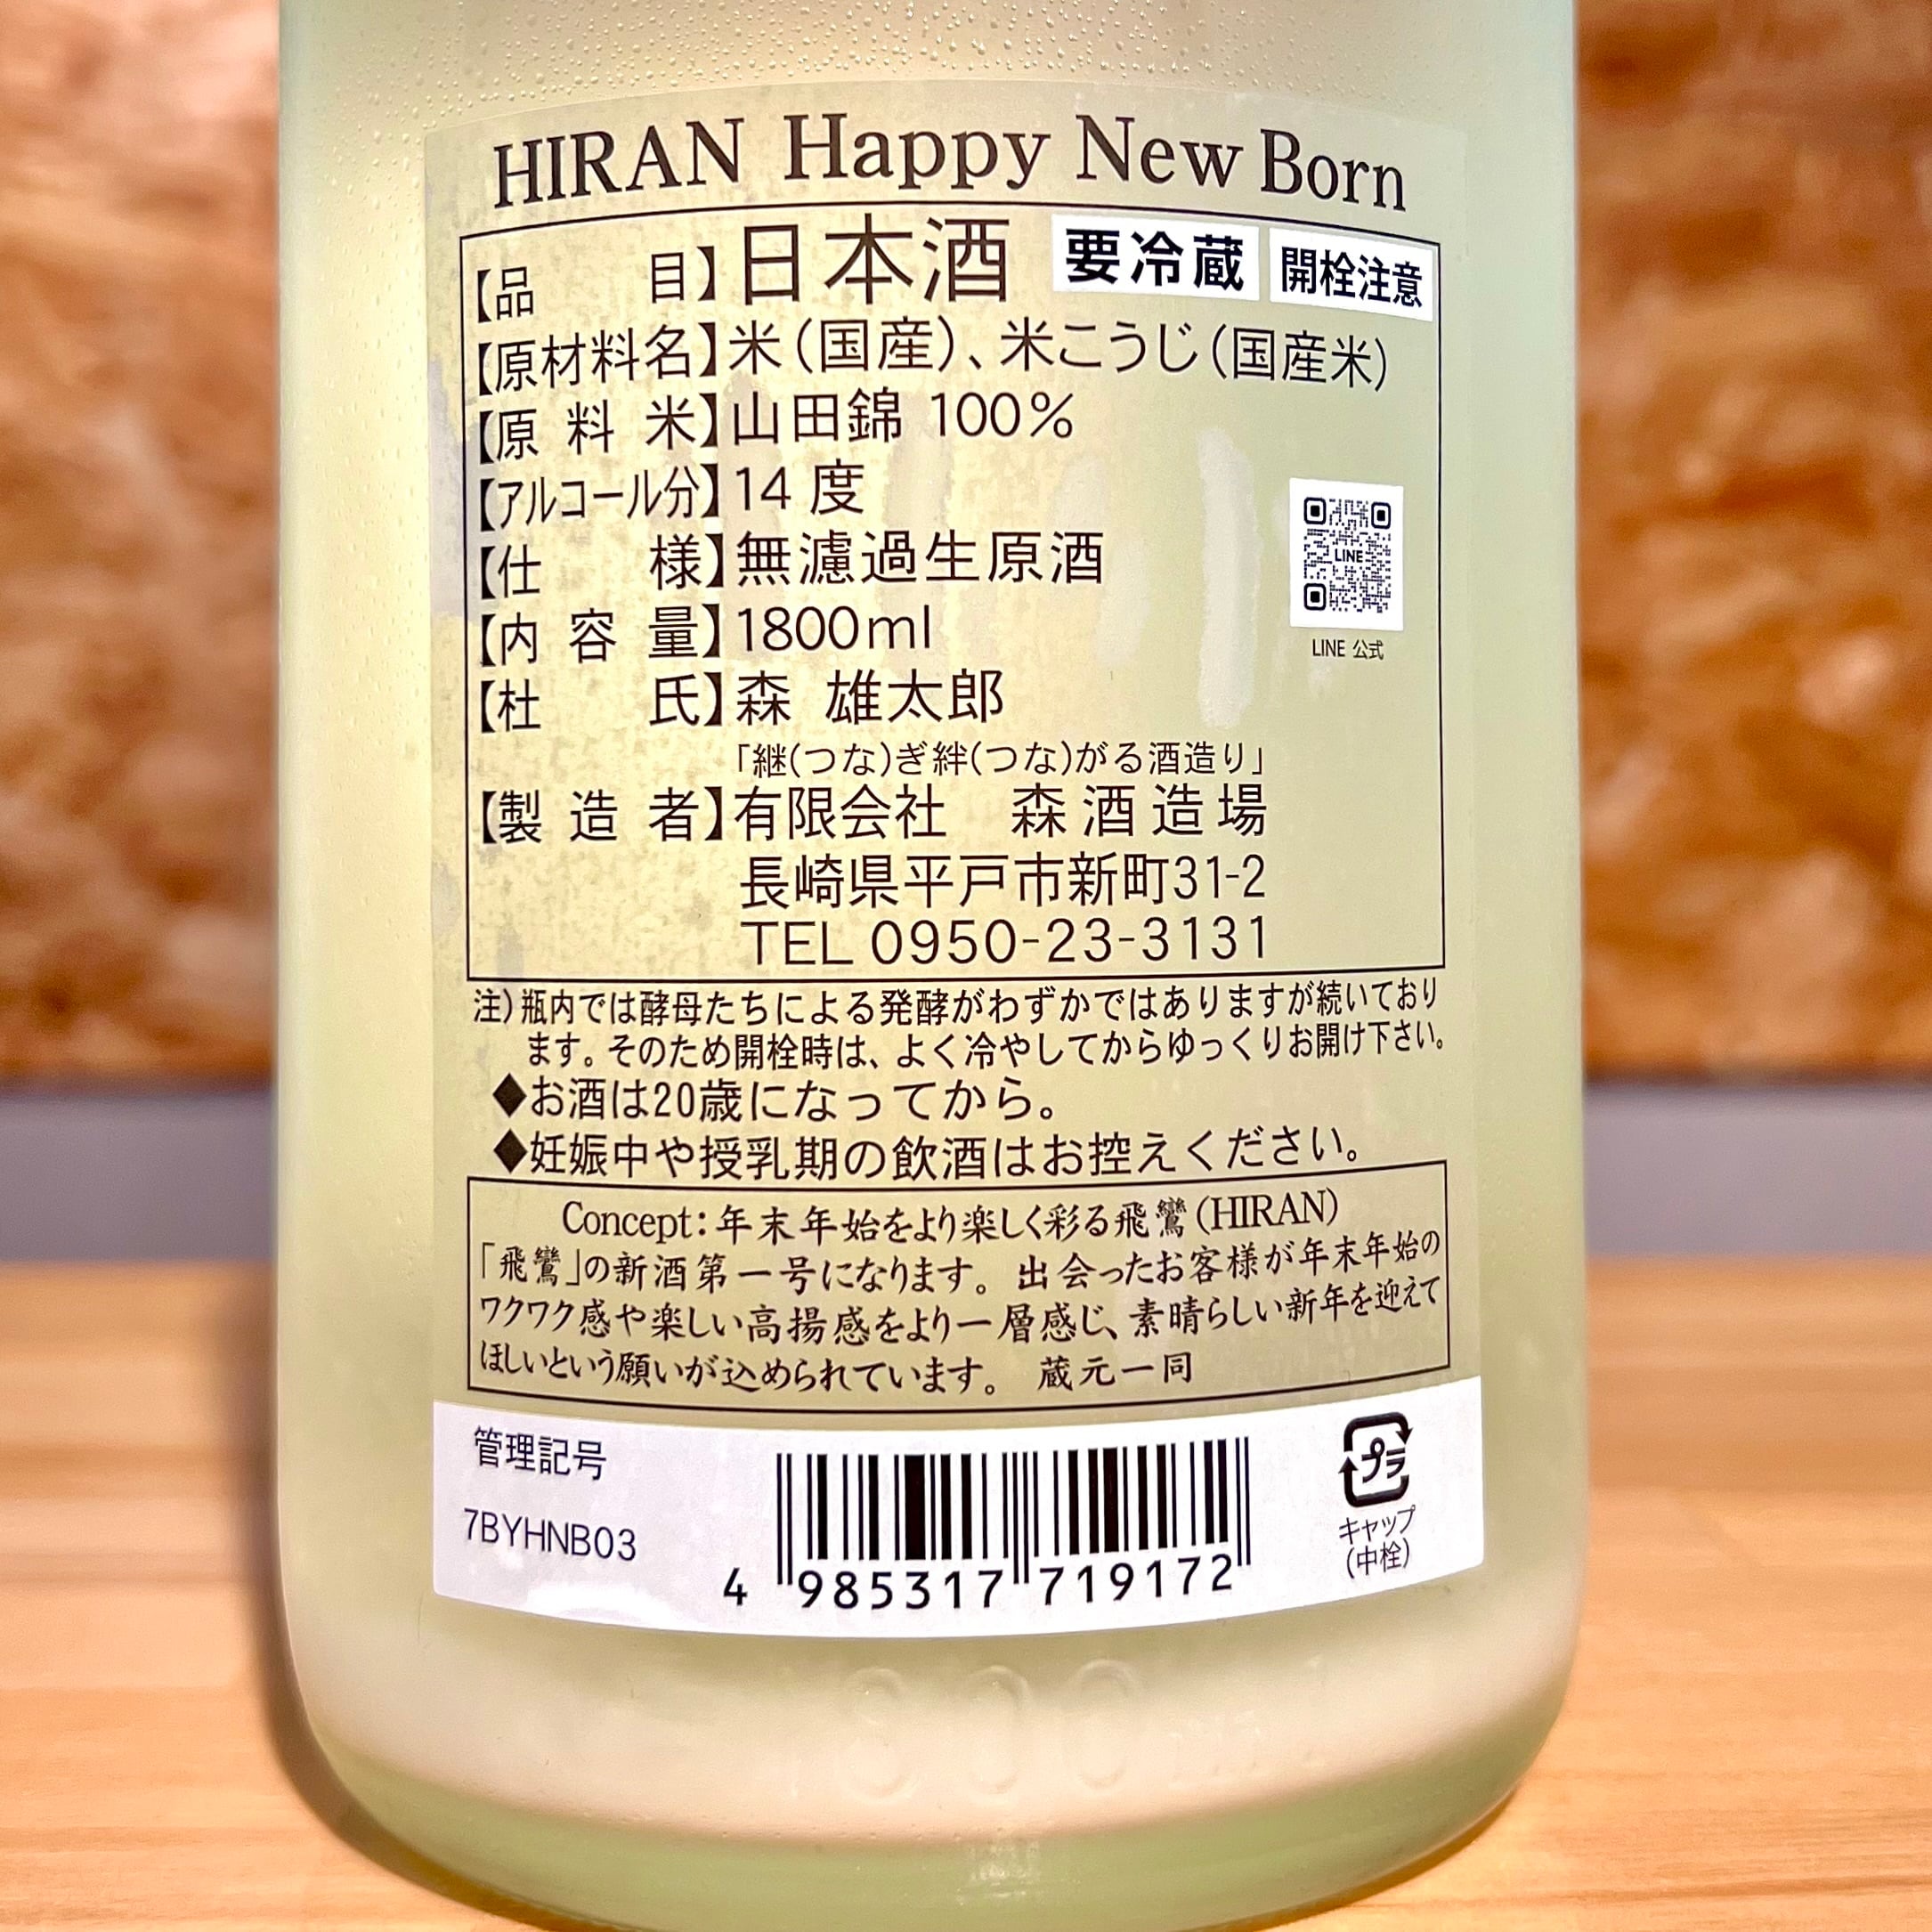 HIRAN Happy New Born
【品目】日本酒 要冷蔵 開栓注意
【原材料名】米(国産)、米こうじ(国産米)
【原料米】山田錦 100%
【アルコール分】14度
【仕様】無濾過生原酒
【内容量】1800ml
LINE
LINE 公式
【杜氏】森 雄太郎
「継(つな)ぎ絆(つな)がる酒造り」
【製造者】有限会社 森酒造場
長崎県平戸市新町31-2
TEL 0950-23-3131
注)瓶内では酵母たちによる発酵がわずかではありますが続いており
ます。そのため開栓時は、よく冷やしてからゆっくりお開け下さい。
◆お酒は20歳になってから。
◆妊娠中や授乳期の飲酒はお控えください。
Concept:年末年始をより楽しく彩る飛鸞(HIRAN)
「飛鸞」の新酒第一号になります。出会ったお客様が年末年始の
ワクワク感や楽しい高揚感をより一層感じ、素晴らしい新年を迎えて
ほしいという願いが込められています。 蔵元一同
管理記号
7BYHNB03
4 985317 719172
プラ
キャップ
(中栓)